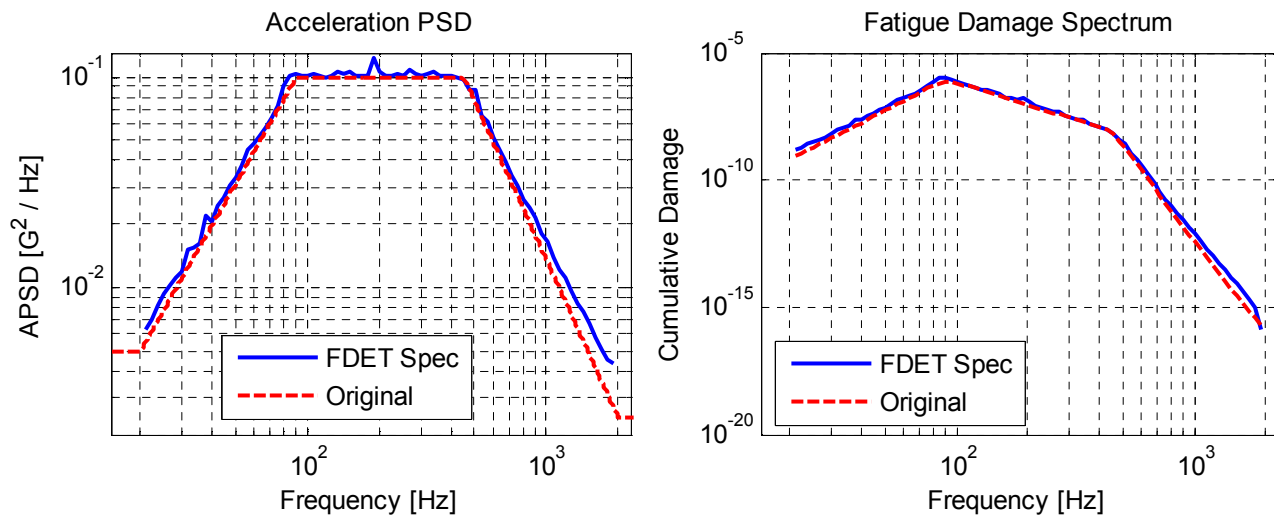 Acceleration PSD
10^-1
10^-2
APSD [G^2 / Hz]
FDET Spec
Original
10^2
10^3
Frequency [Hz]
Fatigue Damage Spectrum
10^-5
10^-10
10^-15
10^-20
Cumulative Damage
FDET Spec
Original
10^2
10^3
Frequency [Hz]